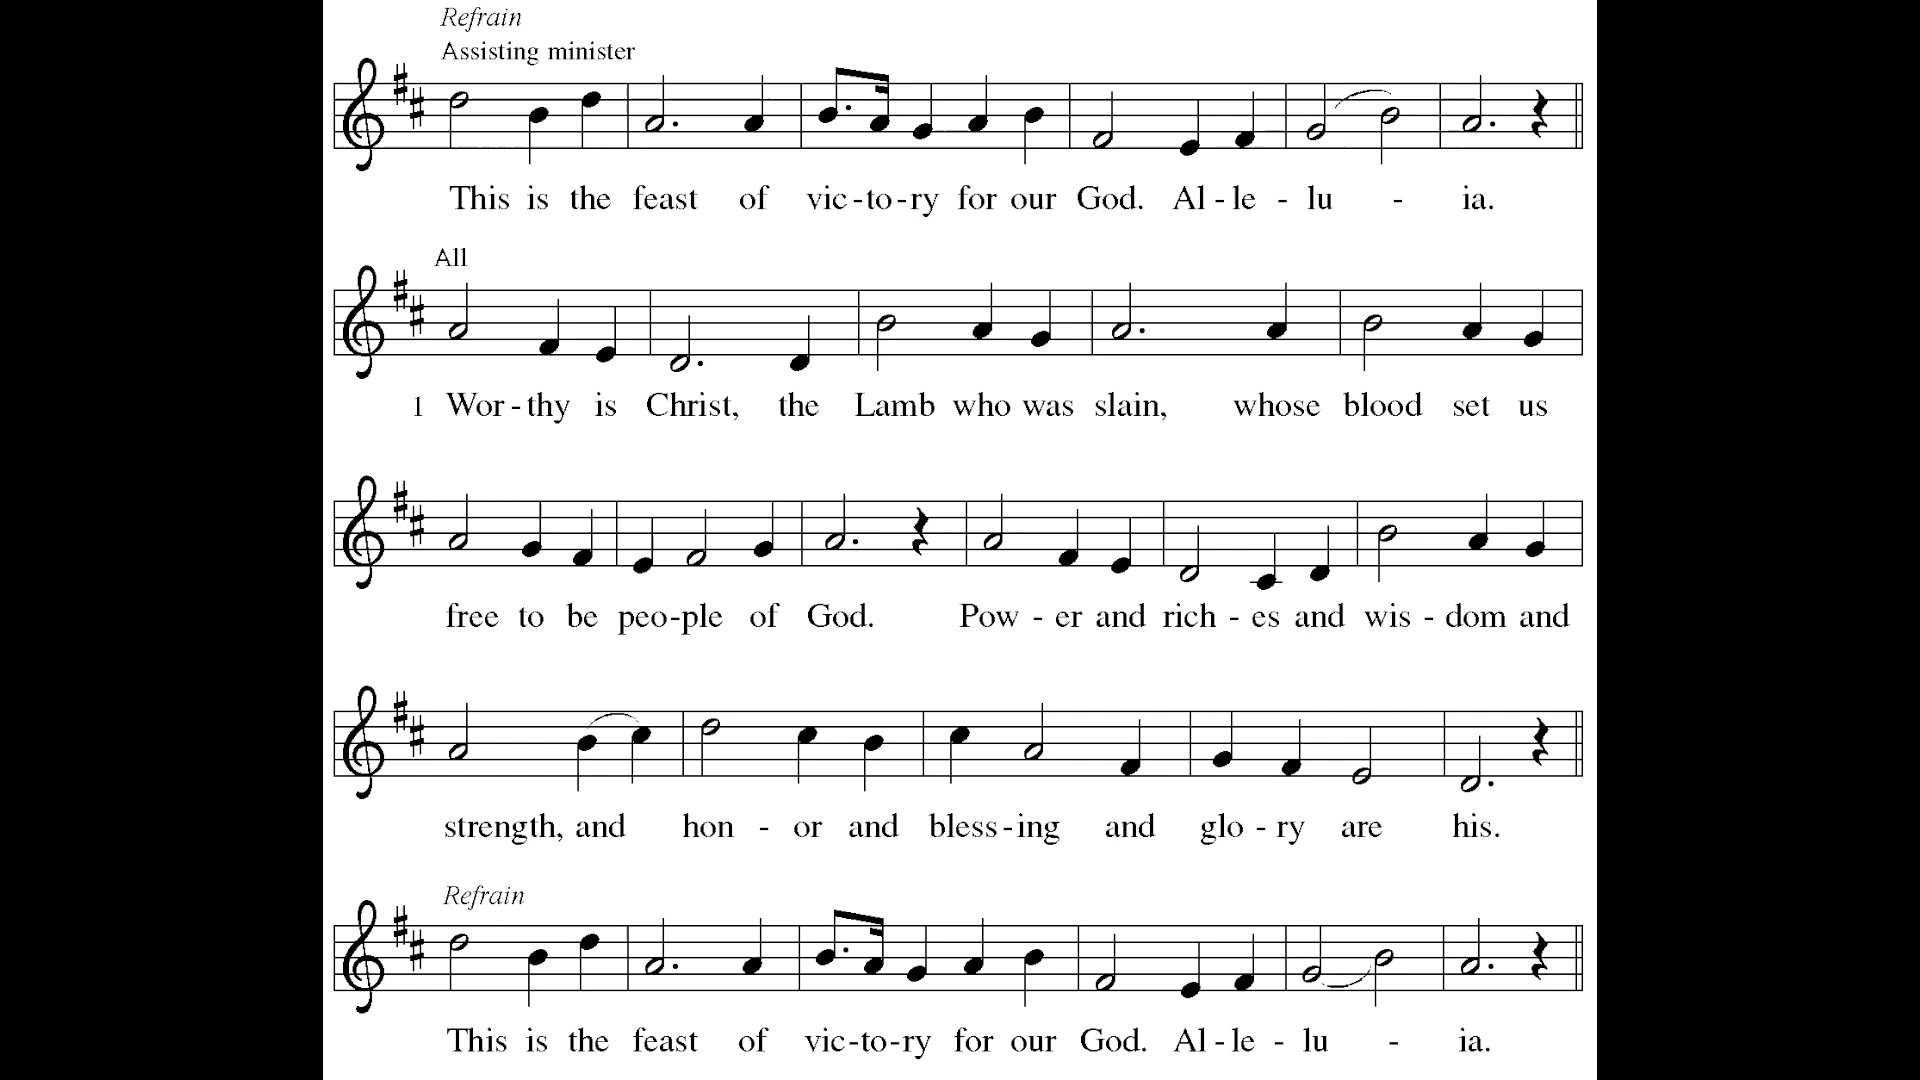 Refrain
Assisting minister
This is the feast of vic-to-ry for our God. Al-le-lu-ia.
All
1 Wor-thy is Christ, the Lamb who was slain, whose blood set us
free to be peo-ple of God. Pow-er and rich-es and wis-dom and
strength, and hon-or and bless-ing and glo-ry are his.
Refrain
This is the feast of vic-to-ry for our God. Al-le-lu-ia.